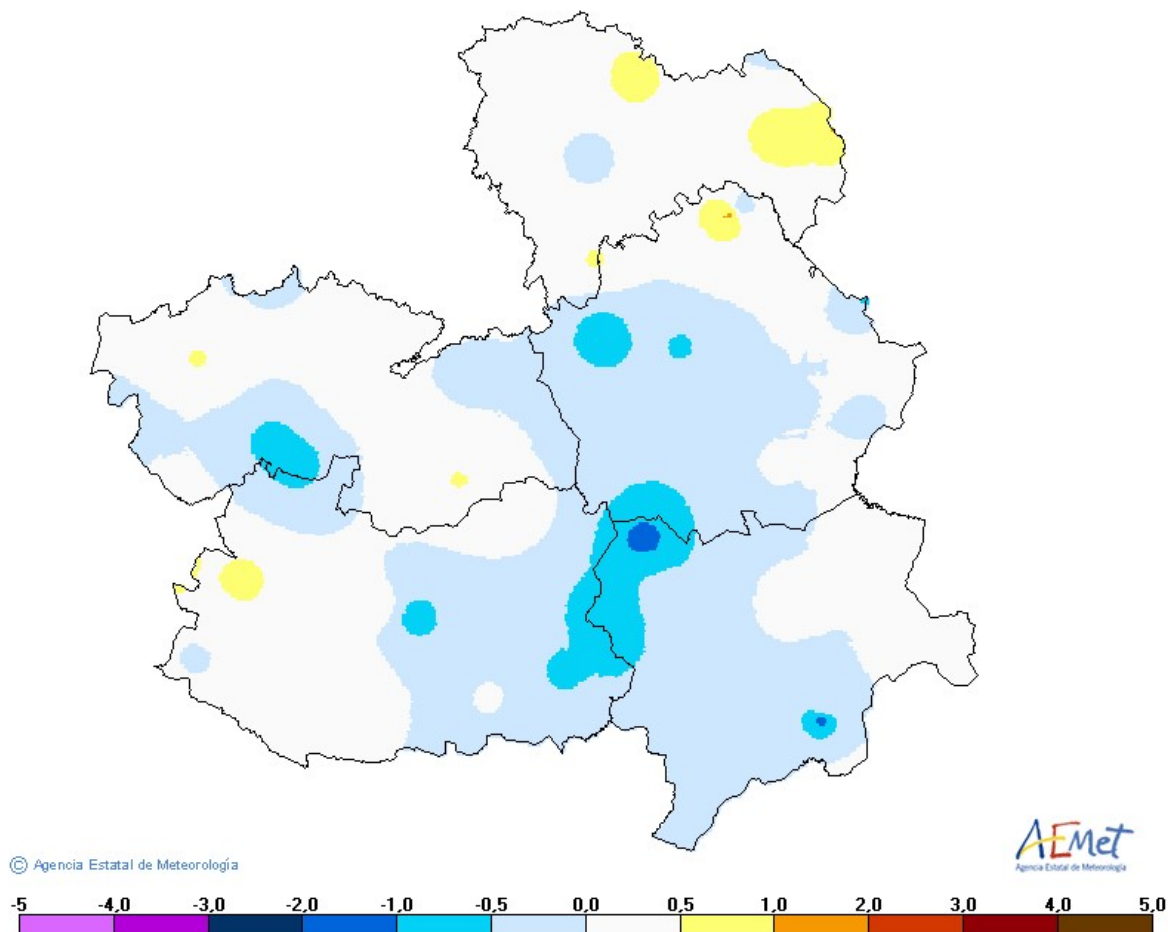 © Agencia Estatal de Meteorología
AEMet
Agencia Estatal de Meteorología
-5 -4,0 -3,0 -2,0 -1,0 -0,5 0,0 0,5 1,0 2,0 3,0 4,0 5,0